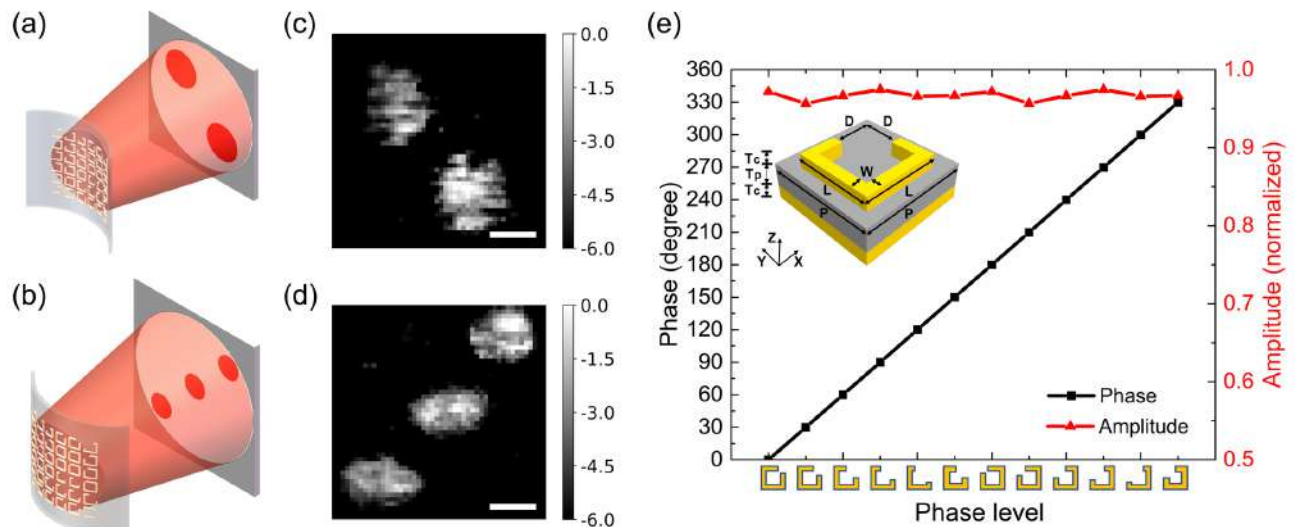 (a)
(c)
0.0
-1.5
-3.0
-4.5
-6.0
(b)
(d)
0.0
-1.5
-3.0
-4.5
-6.0
(e)
360
330
300
270
240
210
180
150
120
90
60
30
0
Phase (degree)
D D
Tc
Tp
Tc
W
L L
P P
Z
Y X
Phase
Amplitude
Phase level
1.0
0.9
0.8
0.7
0.6
0.5
Amplitude (normalized)